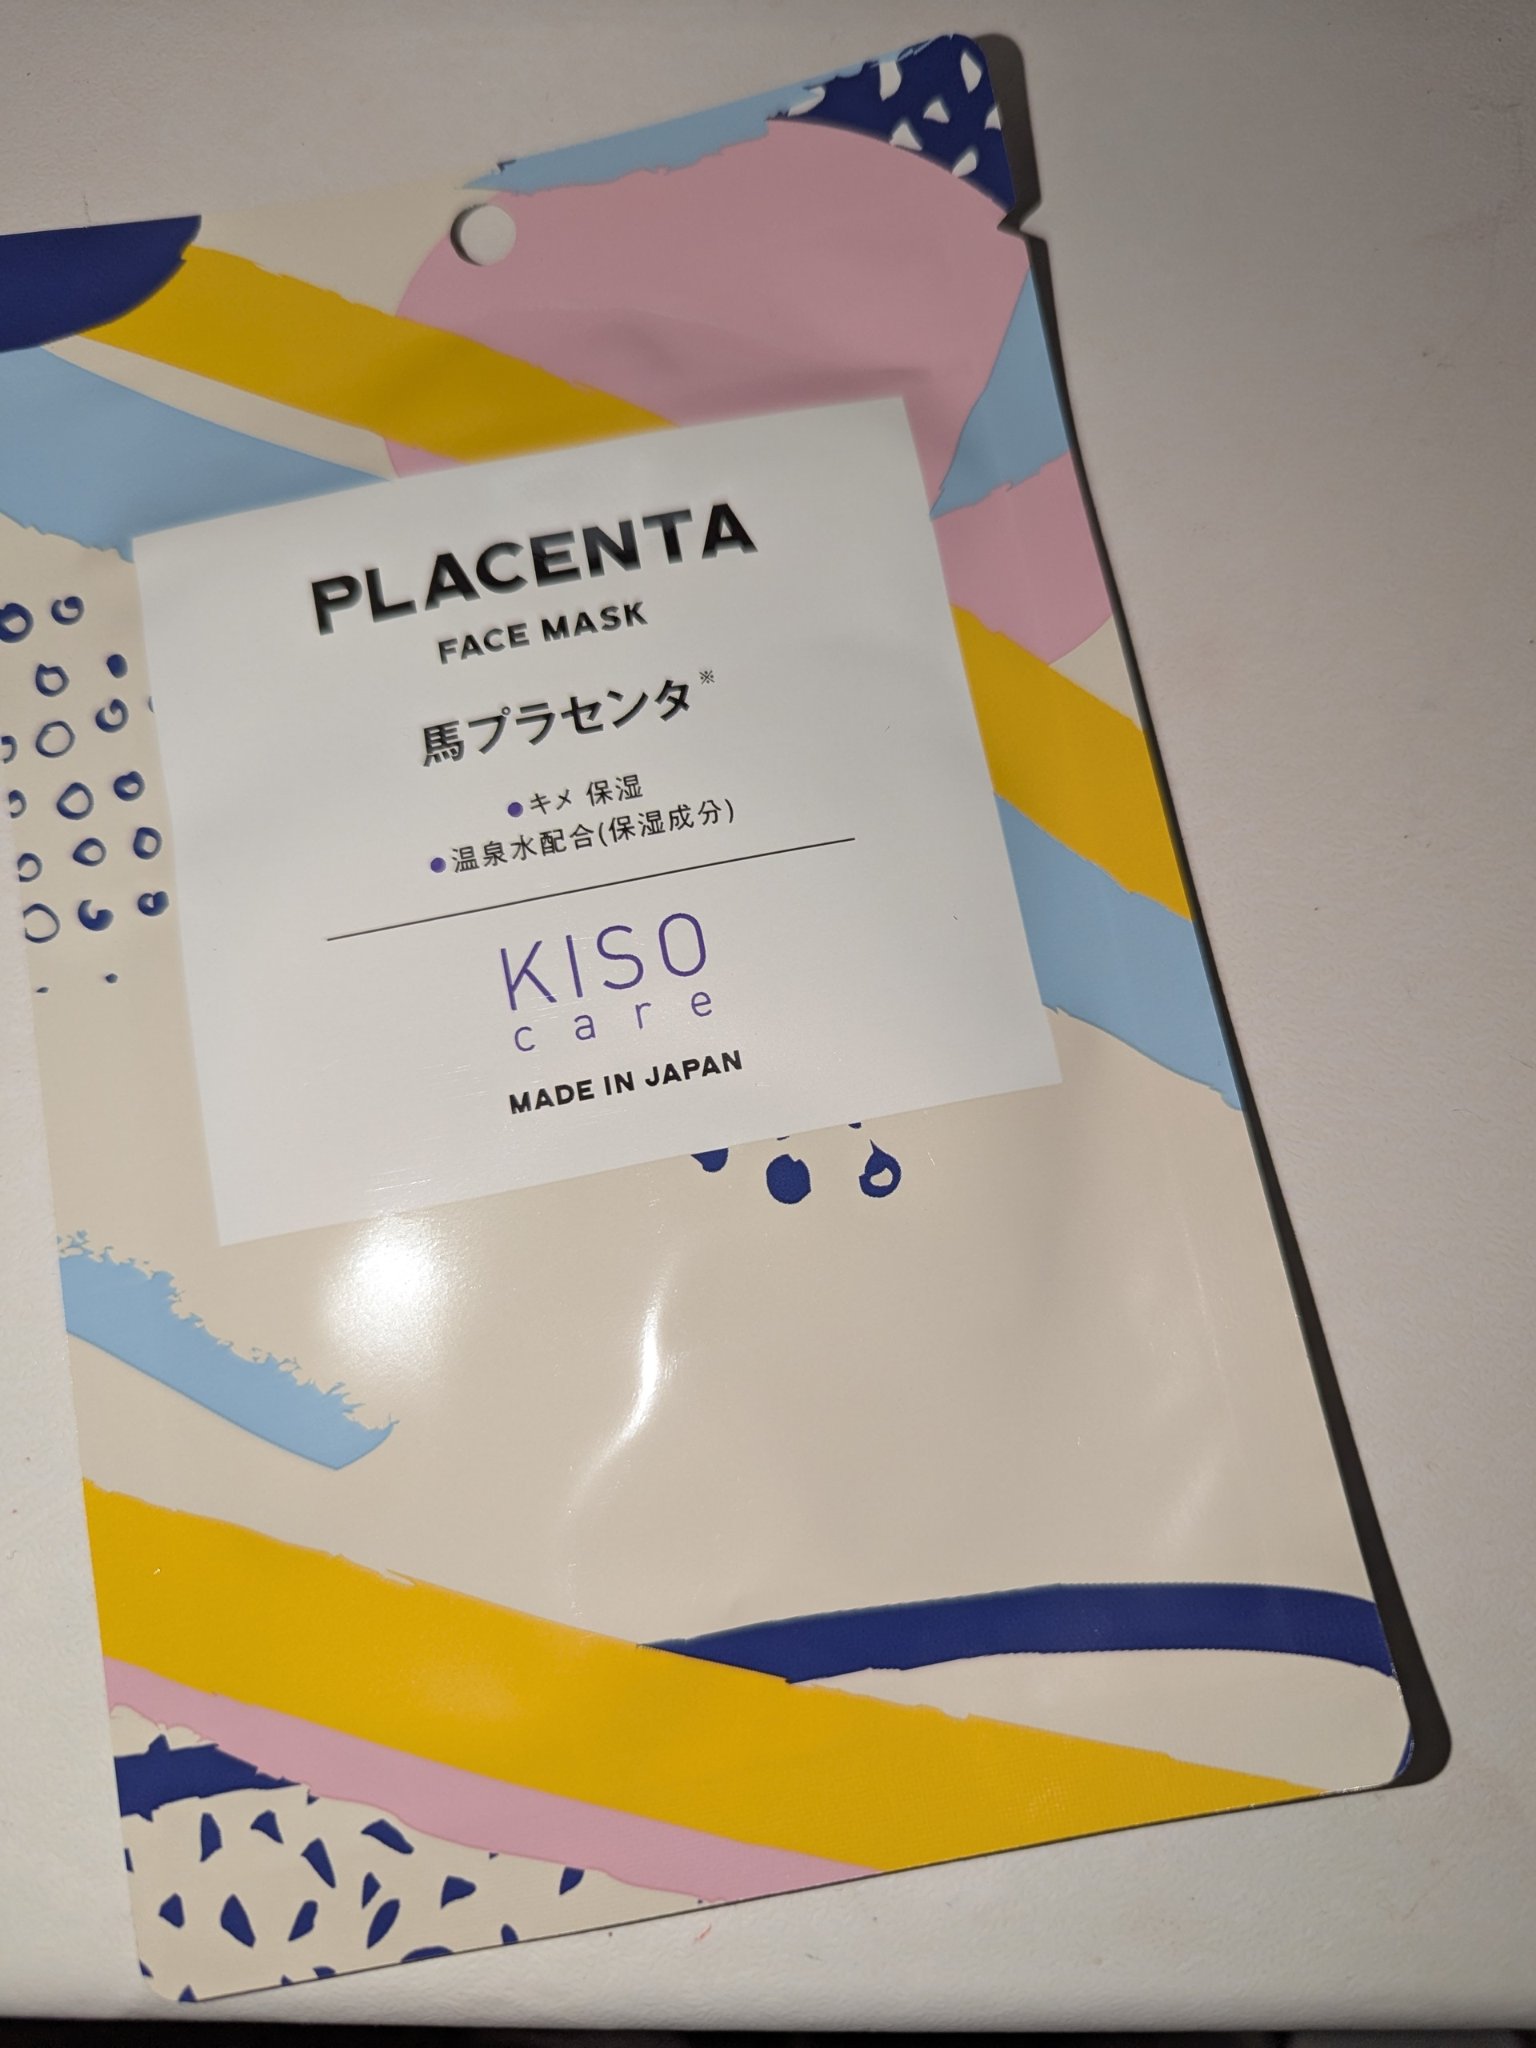 PLACENTA
FACE MASK
馬プラセンタ※
●キメ 保湿
●温泉水配合(保湿成分)
KISO
care
MADE IN JAPAN